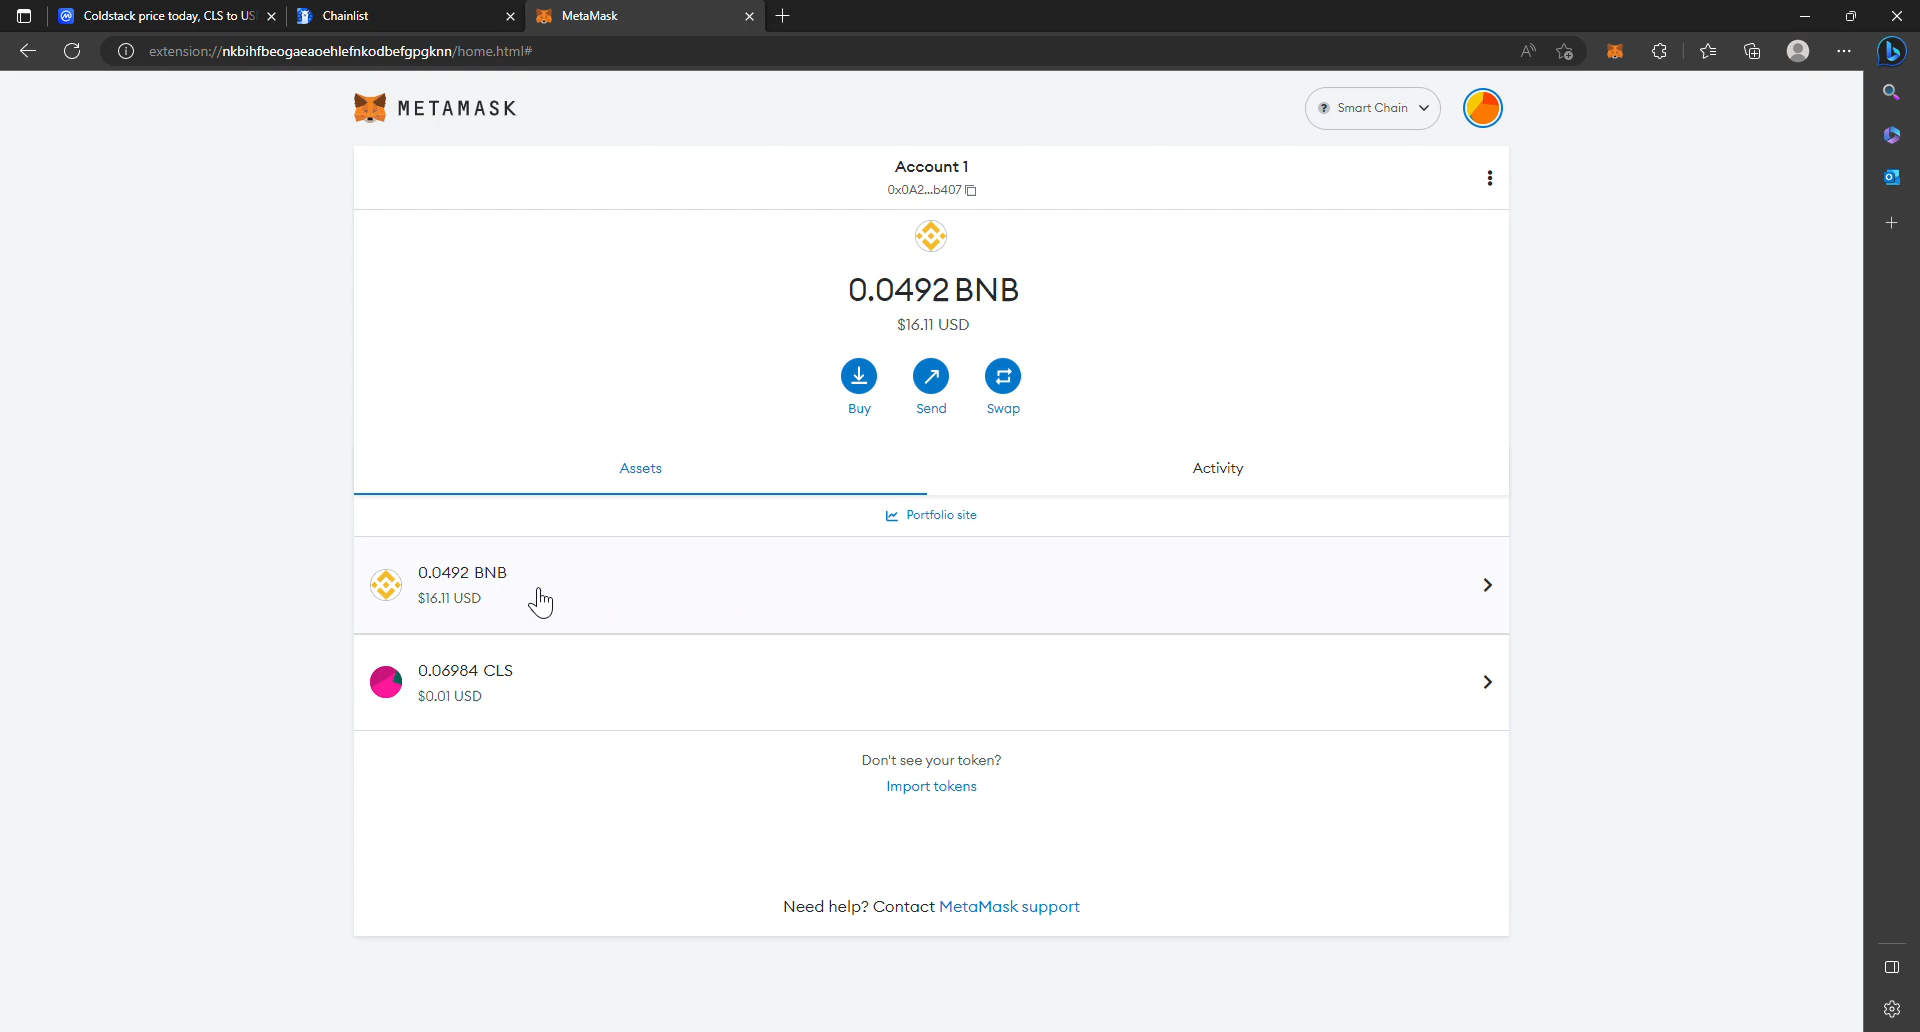 Coldstack price today, CLS to US
Chainlist
MetaMask
extension://nkbihfbeogaeaoehlefnkodbefgpgknn/home.html#
METAMASK
? Smart Chain
Account 1
0x0A2...b407
0.0492 BNB
$16.11 USD
Buy
Send
Swap
Assets
Activity
Portfolio site
0.0492 BNB
$16.11 USD
0.06984 CLS
$0.01 USD
Don't see your token?
Import tokens
Need help? Contact MetaMask support